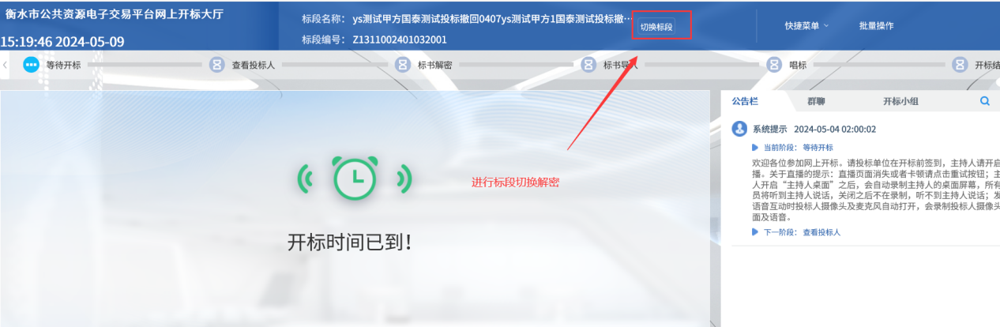 衡水市公共资源电子交易平台网上开标大厅
15:19:46 2024-05-09
标段名称： ys测试甲方国泰测试投标撤回0407ys测试甲方1国泰测试投标撤…
标段编号： Z1311002401032001
切换标段
快捷菜单
批量操作
等待开标
查看投标人
标书解密
标书导人
唱标
开标结
公告栏
群聊
开标小组
系统提示 2024-05-04 02:00:02
当前阶段： 等待开标
欢迎各位参加网上开标。请投标单位在开标前签到，主持人请开启
播。关于直播的提示：直播页面消失或者卡顿请点击重试按钮；主
人开启“主持人桌面”之后，会自动录制主持人的桌面屏幕，所有
员将听到主持人说话，关闭之后不在录制，听不到主持人说话；发
语音互动时投标人摄像头及麦克风自动打开，会录制投标人摄像头
面及语音。
下一阶段： 查看投标人
进行标段切换解密
开标时间已到！